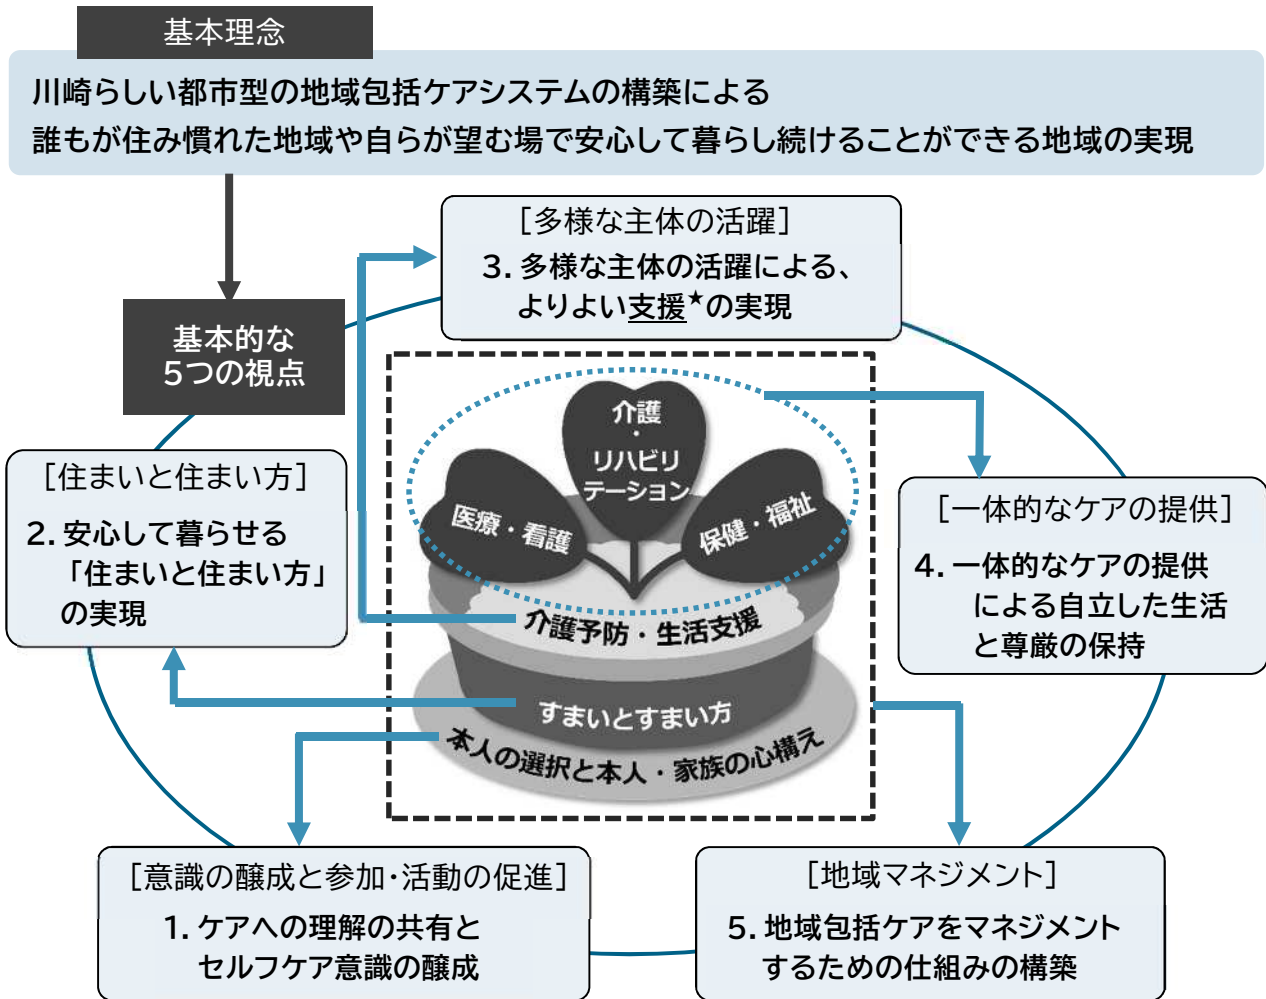 基本理念
川崎らしい都市型の地域包括ケアシステムの構築による
誰もが住み慣れた地域や自らが望む場で安心して暮らし続けることができる地域の実現
[多様な主体の活躍]
3. 多様な主体の活躍による、
よりよい支援★の実現
基本的な
5つの視点
介護
・
リハビリ
テーション
医療・看護
保健・福祉
介護予防・生活支援
すまいとすまい方
本人の選択と本人・家族の心構え
[住まいと住まい方]
2. 安心して暮らせる
「住まいと住まい方」
の実現
[一体的なケアの提供]
4. 一体的なケアの提供
による自立した生活
と尊厳の保持
[意識の醸成と参加・活動の促進]
1. ケアへの理解の共有と
セルフケア意識の醸成
[地域マネジメント]
5. 地域包括ケアをマネジメント
するための仕組みの構築